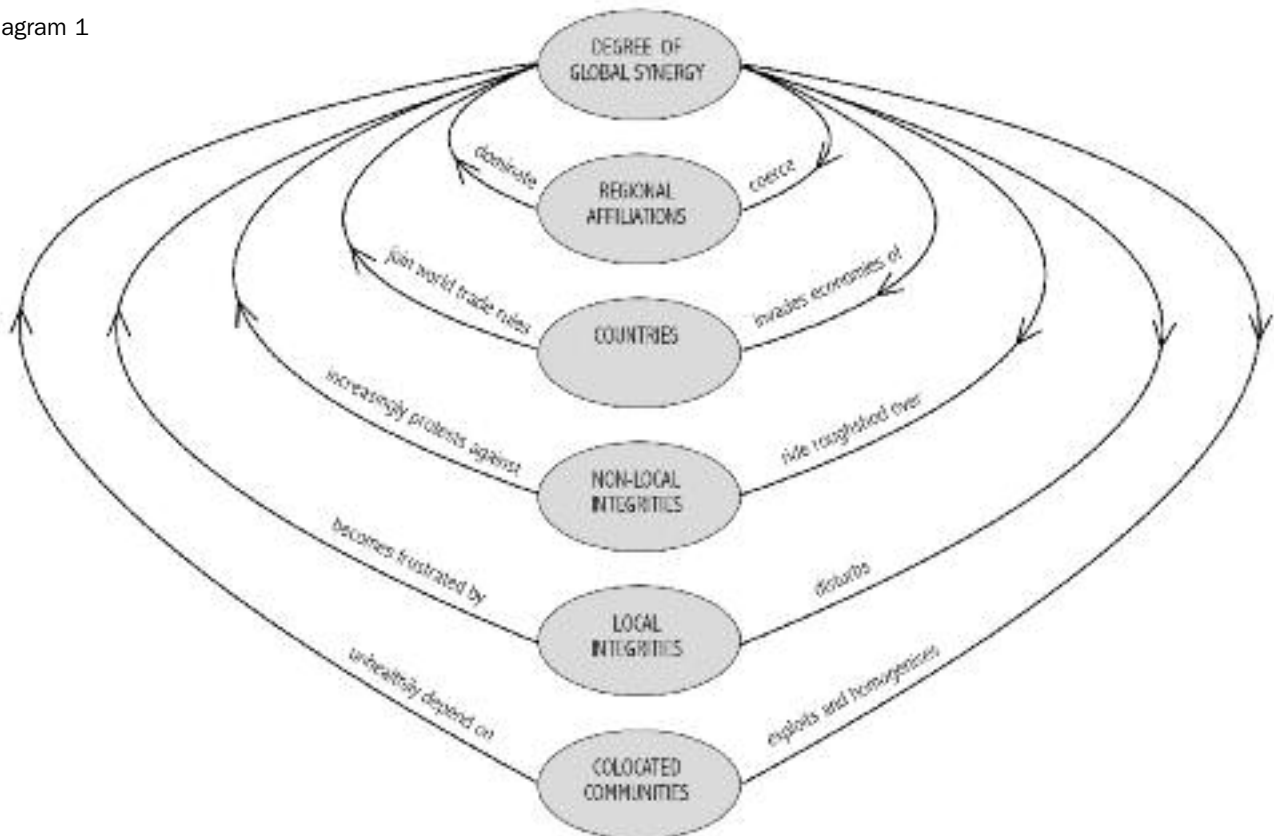 agram 1
DEGREE OF
GLOBAL SYNERGY
dominate
coerce
REGIONAL
AFFILIATIONS
join world trade rules
invades economies of
COUNTRIES
increasingly protests against
ride roughshod over
NON-LOCAL
INTEGRITIES
becomes frustrated by
disturbs
LOCAL
INTEGRITIES
unhealthily depend on
exploits and homogenises
COLOCATED
COMMUNITIES